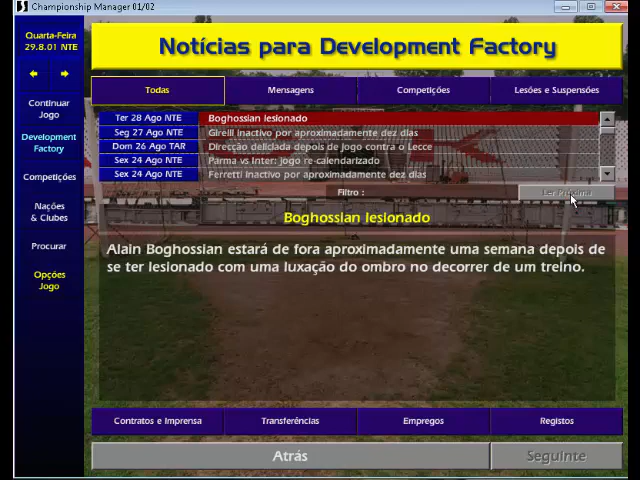 Championship Manager 01/02
Quarta-Feira
29.8.01 NTE
Notícias para Development Factory
Todas
Mensagens
Competições
Lesões e Suspensões
Continuar
Jogo
Ter 28 Ago NTE Boghossian lesionado
Seg 27 Ago NTE Girelli inactivo por aproximadamente dez dias
Dom 26 Ago TAR Direcção deliciada depois de jogo contra o Lecce
Sex 24 Ago NTE Parma vs Inter: jogo re-calendarizado
Sex 24 Ago NTE Ferretti inactivo por aproximadamente dez dias
Development
Factory
Competições
Filtro :
Ler próxima
Nações
& Clubes
Boghossian lesionado
Procurar
Alain Boghossian estará de fora aproximadamente uma semana depois de
se ter lesionado com uma luxação do ombro no decorrer de um treino.
Opções
Jogo
Contratos e Imprensa
Transferências
Empregos
Registos
Atrás
Seguinte